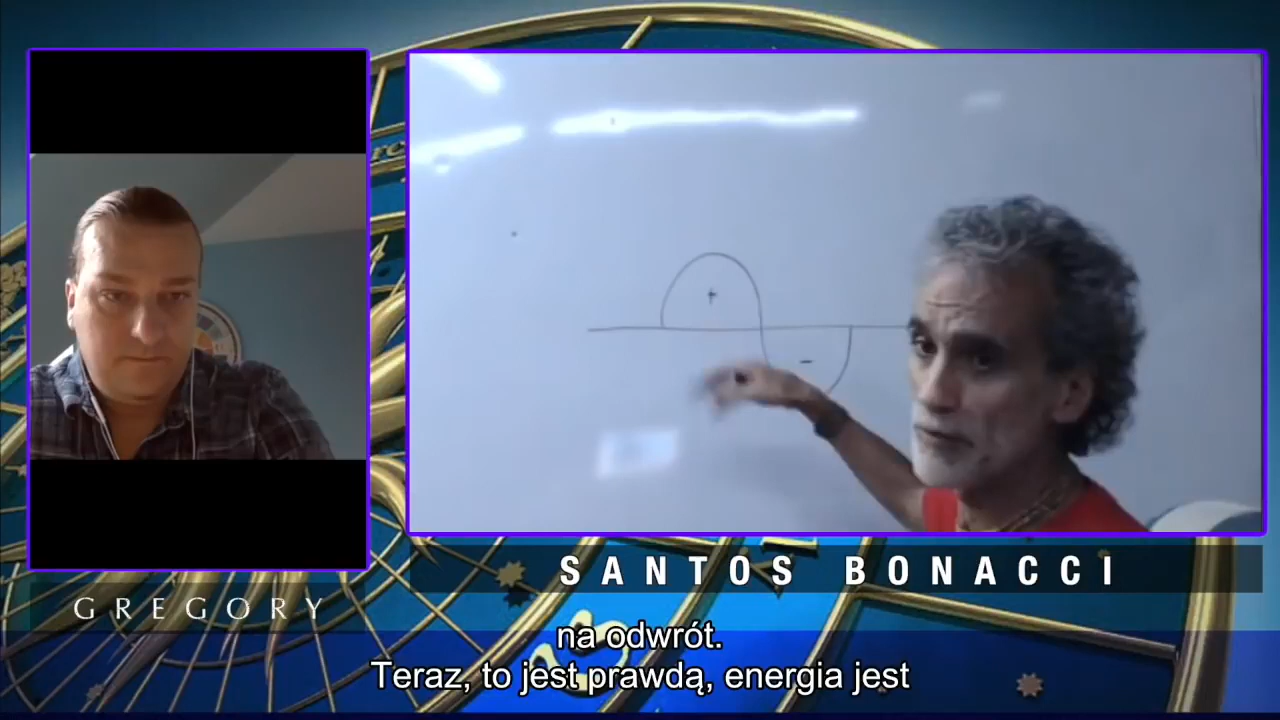 SANTOS BONACCI
GREGORY
+
-
na odwrót.
Teraz, to jest prawdą, energia jest